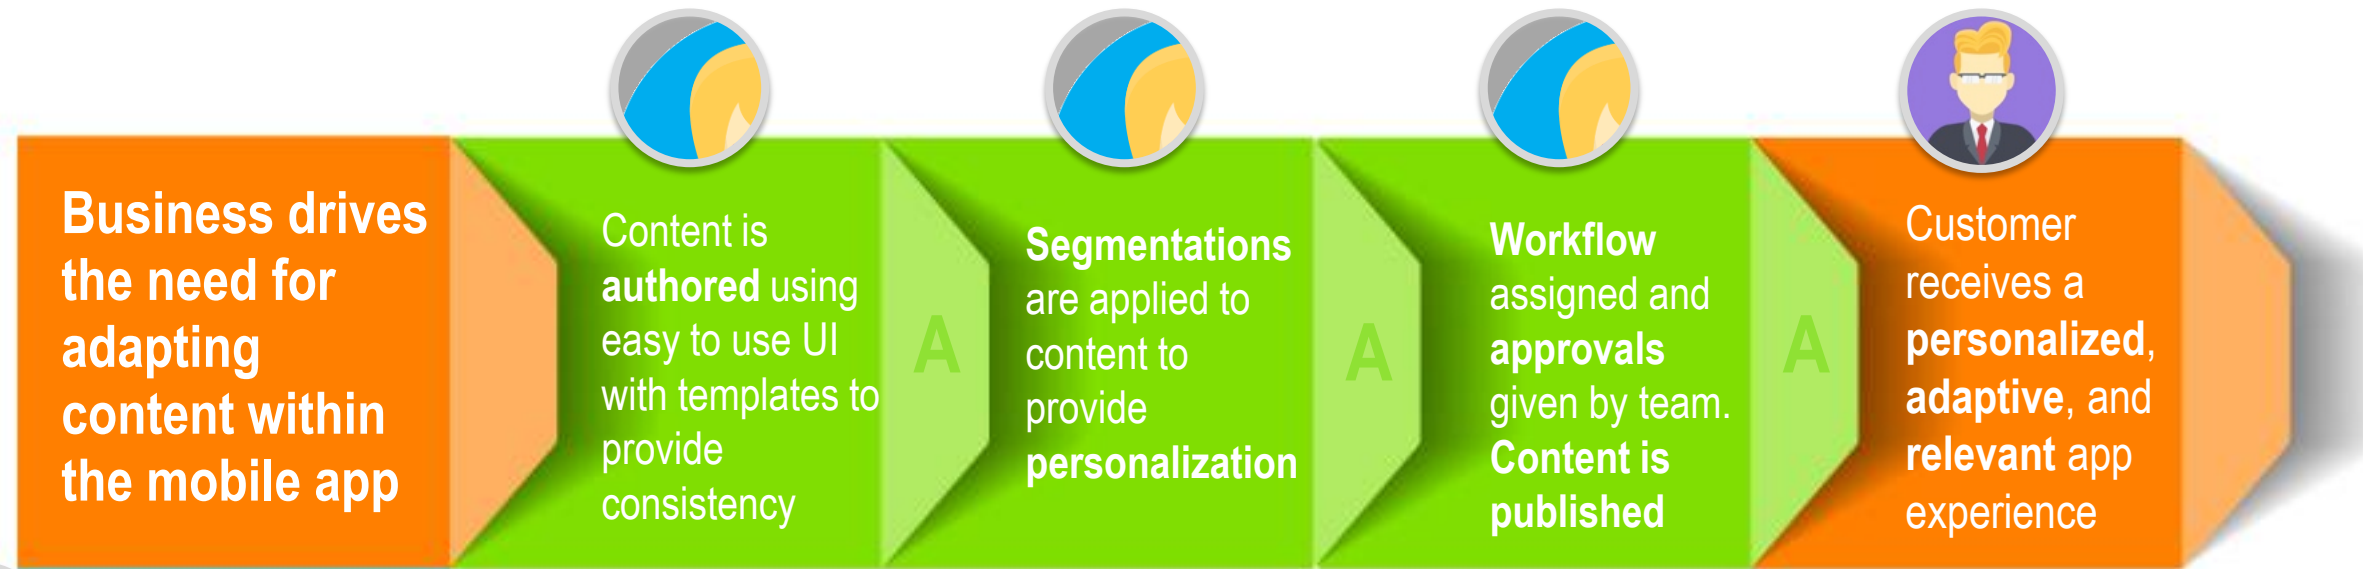 Business drives
the need for
adapting
content within
the mobile app
Content is
authored using
easy to use UI
with templates to
provide
consistency
A
Segmentations
are applied to
content to
provide
personalization
A
Workflow
assigned and
approvals
given by team.
Content is
published
A
Customer
receives a
personalized,
adaptive, and
relevant app
experience